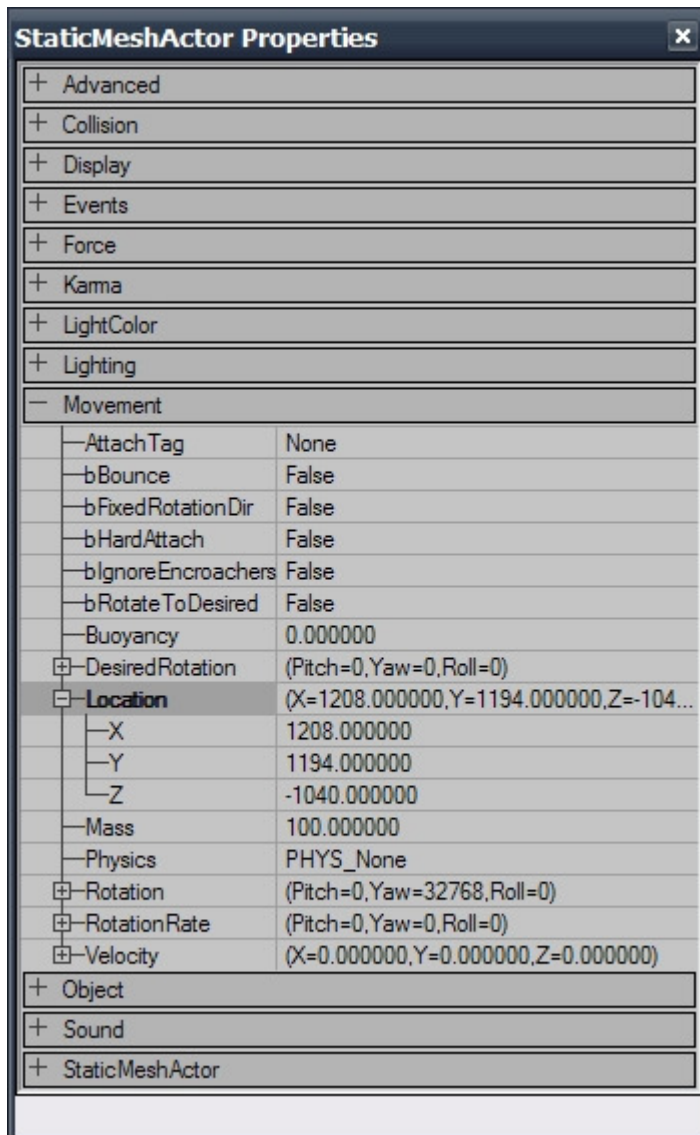 StaticMeshActor Properties
Advanced
Collision
Display
Events
Force
Karma
LightColor
Lighting
Movement
AttachTag None
bBounce False
bFixedRotationDir False
bHardAttach False
bIgnoreEncroachers False
bRotateToDesired False
Buoyancy 0.000000
DesiredRotation (Pitch=0,Yaw=0,Roll=0)
Location (X=1208.000000,Y=1194.000000,Z=-104...
X 1208.000000
Y 1194.000000
Z -1040.000000
Mass 100.000000
Physics PHYS_None
Rotation (Pitch=0,Yaw=32768,Roll=0)
RotationRate (Pitch=0,Yaw=0,Roll=0)
Velocity (X=0.000000,Y=0.000000,Z=0.000000)
Object
Sound
StaticMeshActor